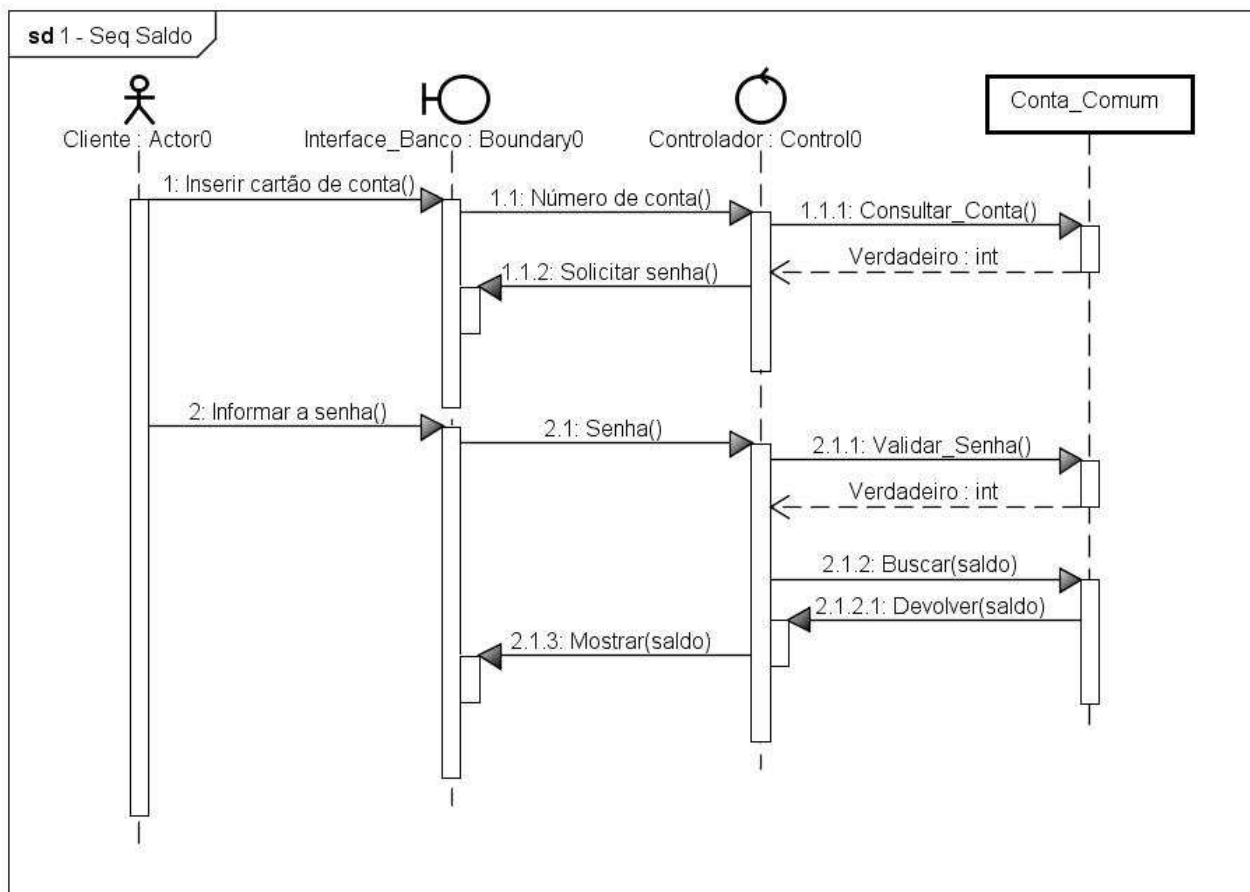 sd 1 - Seq Saldo
Cliente : Actor0
Interface_Banco : Boundary0
Controlador : Control0
Conta_Comum
1: Inserir cartão de conta()
1.1: Número de conta()
1.1.1: Consultar_Conta()
Verdadeiro : int
1.1.2: Solicitar senha()
2: Informar a senha()
2.1: Senha()
2.1.1: Validar_Senha()
Verdadeiro : int
2.1.2: Buscar(saldo)
2.1.2.1: Devolver(saldo)
2.1.3: Mostrar(saldo)